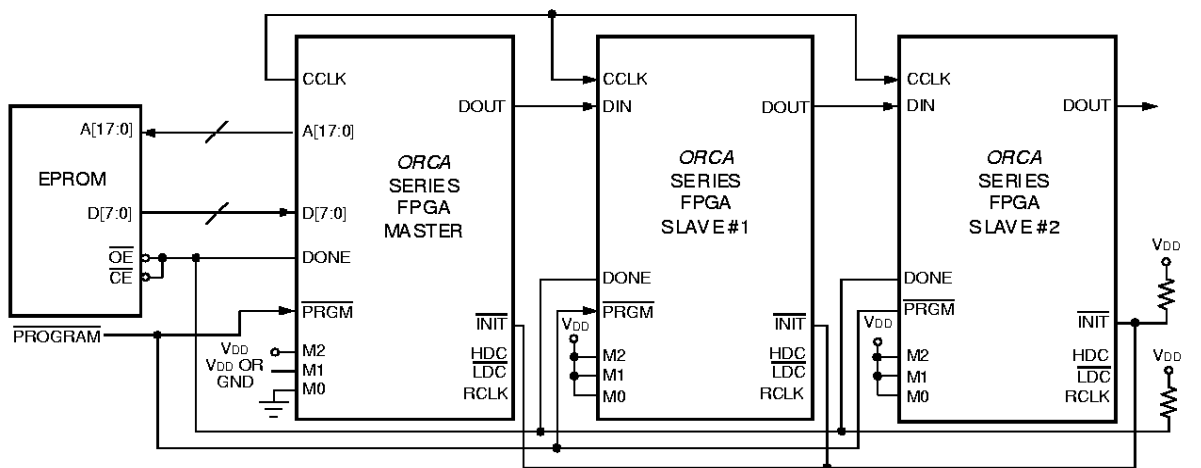 EPROM
A[17:0]
D[7:0]
OE
CE
PROGRAM
CCLK
DOUT
A[17:0]
ORCA
SERIES
FPGA
MASTER
D[7:0]
DONE
PRGM
INIT
VDD
M2
VDD OR
GND
M1
M0
HDC
LDC
RCLK
CCLK
DIN
DOUT
ORCA
SERIES
FPGA
SLAVE #1
DONE
PRGM
INIT
VDD
M2
M1
M0
HDC
LDC
RCLK
CCLK
DIN
DOUT
ORCA
SERIES
FPGA
SLAVE #2
DONE
PRGM
INIT
VDD
M2
M1
M0
HDC
LDC
RCLK
VDD
VDD